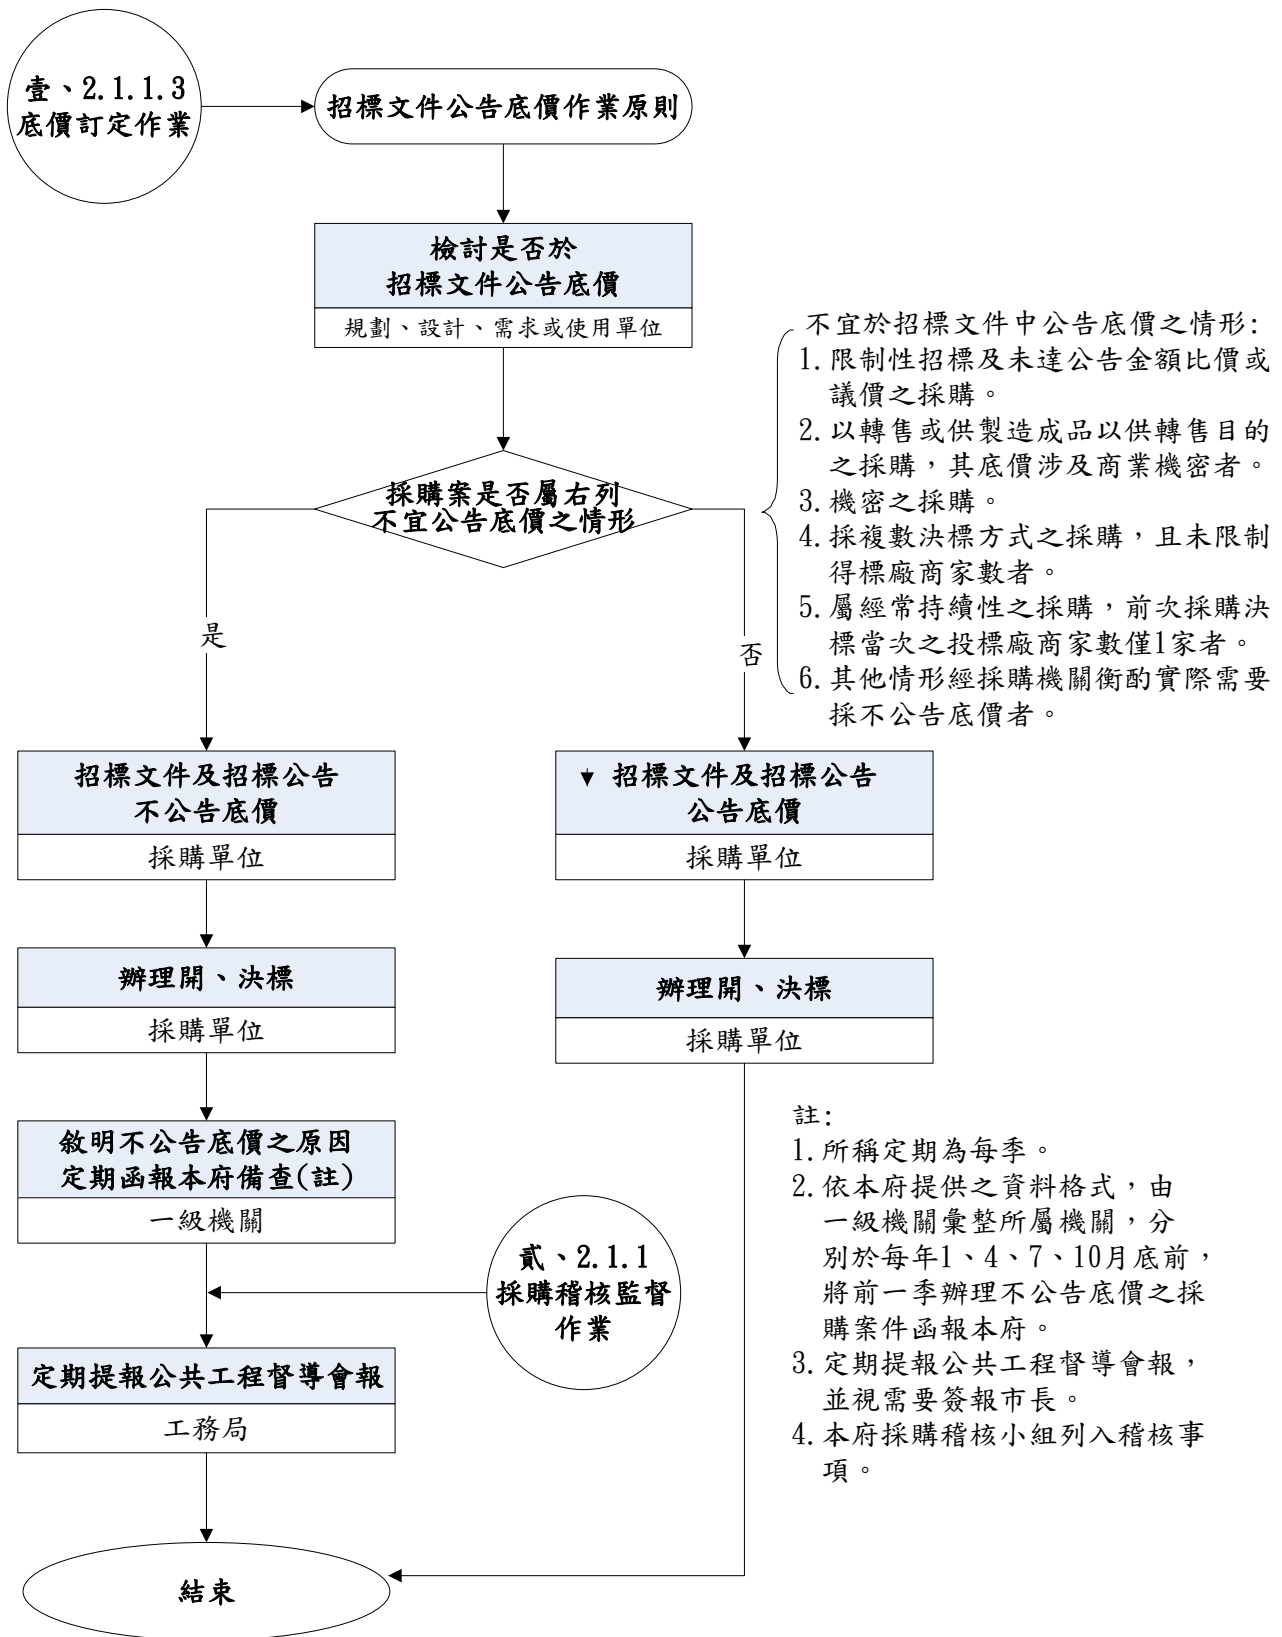 壹、2.1.1.3
底價訂定作業
招標文件公告底價作業原則
檢討是否於
招標文件公告底價
規劃、設計、需求或使用單位
採購案是否屬右列
不宜公告底價之情形
不宜於招標文件中公告底價之情形:
1.限制性招標及未達公告金額比價或
議價之採購。
2.以轉售或供製造成品以供轉售目的
之採購，其底價涉及商業機密者。
3.機密之採購。
4.採複數決標方式之採購，且未限制
得標廠商家數者。
5.屬經常持續性之採購，前次採購決
標當次之投標廠商家數僅1家者。
6.其他情形經採購機關衡酌實際需要
採不公告底價者。
是
否
招標文件及招標公告
不公告底價
採購單位
辦理開、決標
採購單位
敘明不公告底價之原因
定期函報本府備查(註)
一級機關
貳、2.1.1
採購稽核監督
作業
定期提報公共工程督導會報
工務局
▼ 招標文件及招標公告
公告底價
採購單位
辦理開、決標
採購單位
註:
1.所稱定期為每季。
2.依本府提供之資料格式，由
一級機關彙整所屬機關，分
別於每年1、4、7、10月底前，
將前一季辦理不公告底價之採
購案件函報本府。
3.定期提報公共工程督導會報，
並視需要簽報市長。
4.本府採購稽核小組列入稽核事
項。
結束